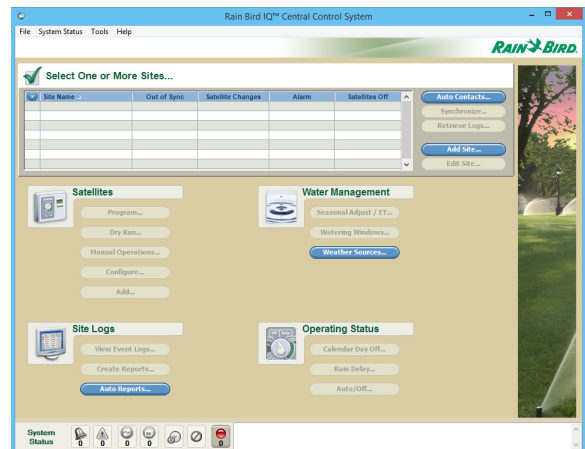 Rain Bird IQ™ Central Control System
File System Status Tools Help
RAIN BIRD.
Select One or More Sites...
Site Name Out of Sync Satellite Changes Alarm Satellites Off
Auto Contacts...
Synchronize...
Retrieve Logs...
Add Site...
Edit Site...
Satellites
Program...
Dry Run...
Manual Operations...
Configure...
Add...
Water Management
Seasonal Adjust / ET...
Watering Windows...
Weather Sources...
Site Logs
View Event Logs...
Create Reports...
Auto Reports...
Operating Status
Calendar Day Off...
Rain Delay...
Auto/Off...
System
Status
0 0 0 0 0